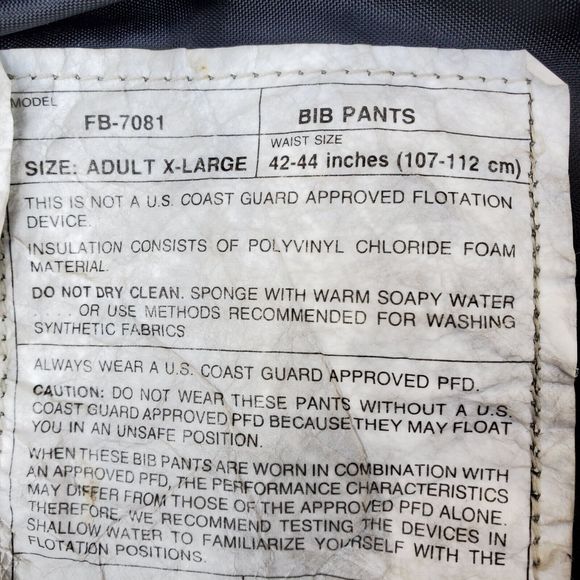 MODEL
FB-7081
BIB PANTS
SIZE: ADULT X-LARGE
WAIST SIZE
42-44 inches (107-112 cm)
THIS IS NOT A U.S. COAST GUARD APPROVED FLOTATION
DEVICE.
INSULATION CONSISTS OF POLYVINYL CHLORIDE FOAM
MATERIAL.
DO NOT DRY CLEAN. SPONGE WITH WARM SOAPY WATER
. . . . . OR USE METHODS RECOMMENDED FOR WASHING
SYNTHETIC FABRICS
ALWAYS WEAR A U.S. COAST GUARD APPROVED PFD.
CAUTION: DO NOT WEAR THESE PANTS WITHOUT A U.S.
COAST GUARD APPROVED PFD BECAUSE THEY MAY FLOAT
YOU IN AN UNSAFE POSITION.
WHEN THESE BIB PANTS ARE WORN IN COMBINATION WITH
AN APPROVED PFD, THE PERFORMANCE CHARACTERISTICS
MAY DIFFER FROM THOSE OF THE APPROVED PFD ALONE.
THEREFORE, WE RECOMMEND TESTING THE DEVICES IN
SHALLOW WATER TO FAMILIARIZE YOURSELF WITH THE
FLOTATION POSITIONS.